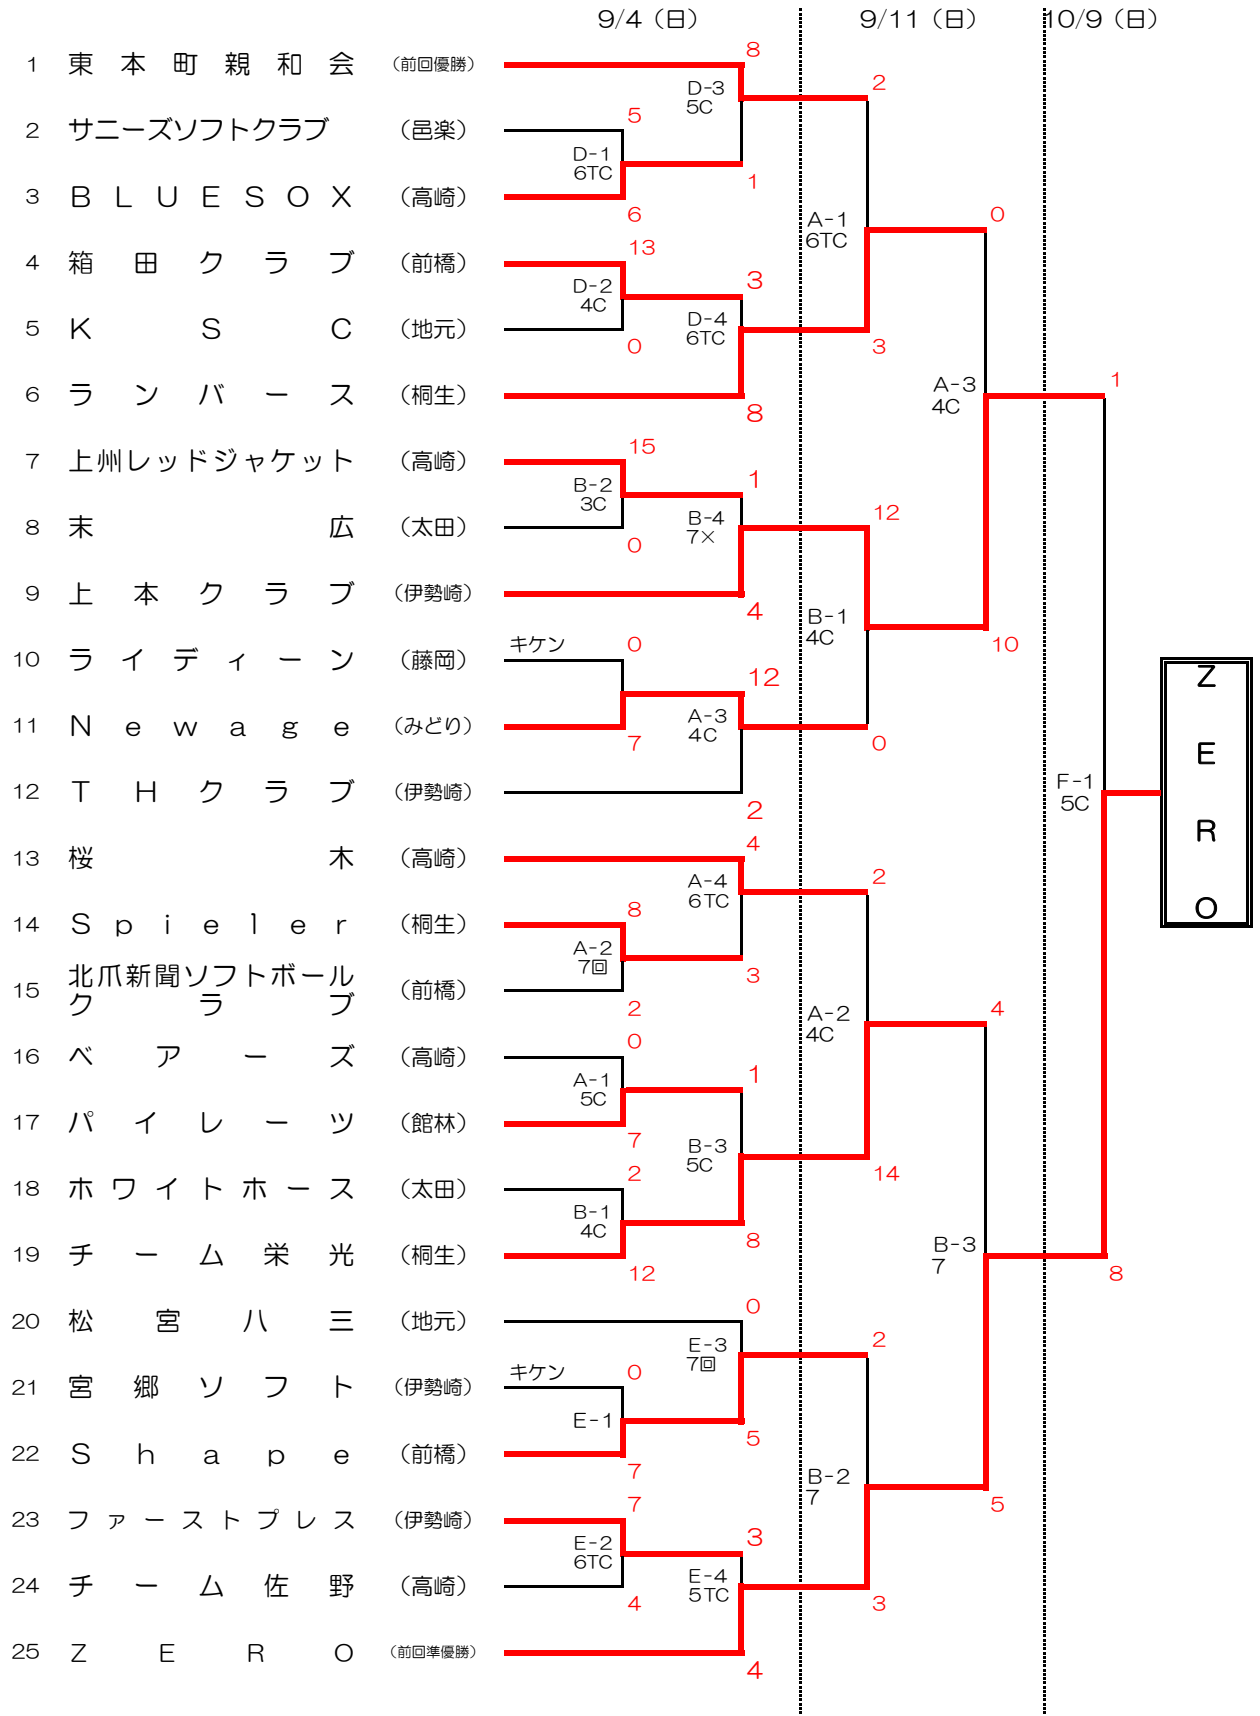 9/4（日） 9/11（日） 10/9（日）
1 東本町親和会 （前回優勝） 8
D-3
5C
2
2 サニーズソフトクラブ （邑楽） 5
D-1
6TC
1
3 BLUESOX （高崎） 6
A-1
6TC
0
4 箱田クラブ （前橋） 13
D-2
4C
3
5 KSC （地元） 0
D-4
6TC
3
6 ランバース （桐生） 8
A-3
4C
1
7 上州レッドジャケット （高崎） 15
B-2
3C
1
8 末広 （太田） 0
B-4
7×
12
9 上本クラブ （伊勢崎） 4
B-1
4C
10
10 ライディーン （藤岡） キケン 0
12
11 Newage （みどり） 7
A-3
4C
0
12 THクラブ （伊勢崎） 2
F-1
5C
ZERO
13 桜木 （高崎） 4
A-4
6TC
2
14 Spieler （桐生） 8
A-2
7回
3
15 北爪新聞ソフトボール
クラブ （前橋） 2
A-2
4C
4
16 ベアーズ （高崎） 0
A-1
5C
1
17 パイレーツ （館林） 7
B-3
5C
14
18 ホワイトホース （太田） 2
B-1
4C
8
19 チーム栄光 （桐生） 12
B-3
7
8
20 松宮八三 （地元） 0
E-3
7回
2
21 宮郷ソフト （伊勢崎） キケン 0
E-1
5
22 Shape （前橋） 7
B-2
7
5
23 ファーストプレス （伊勢崎） 7
E-2
6TC
3
24 チーム佐野 （高崎） 4
E-4
5TC
3
25 ZERO （前回準優勝） 4